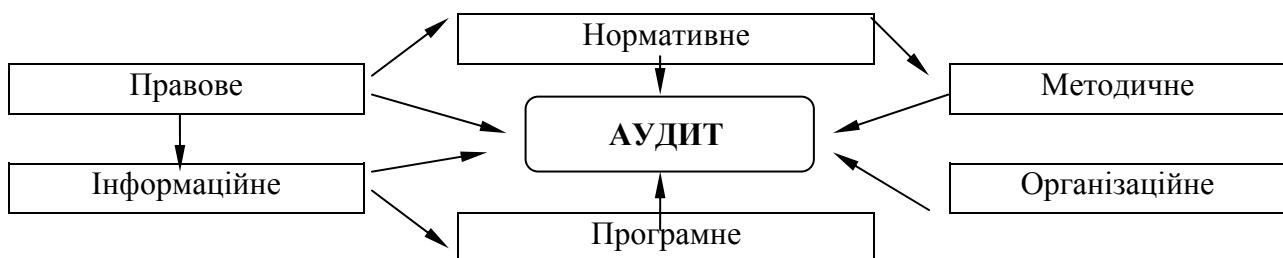 Нормативне
Правове
Методичне
АУДИТ
Інформаційне
Організаційне
Програмне